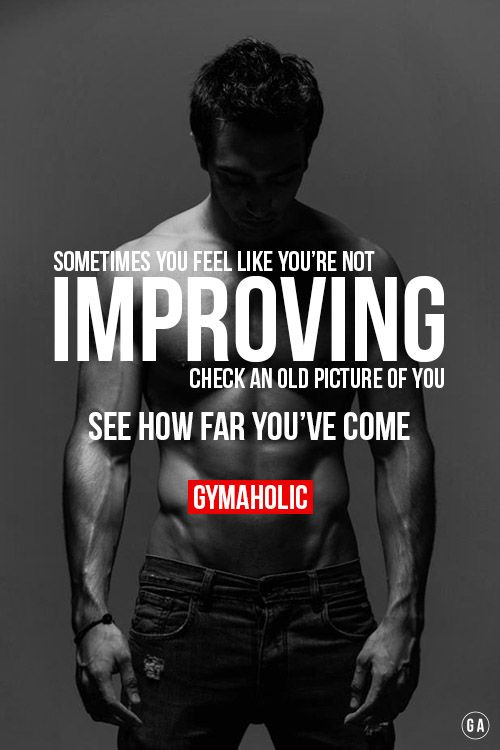 SOMETIMES YOU FEEL LIKE YOU'RE NOT
IMPROVING
CHECK AN OLD PICTURE OF YOU
SEE HOW FAR YOU'VE COME
GYMAHOLIC
GA